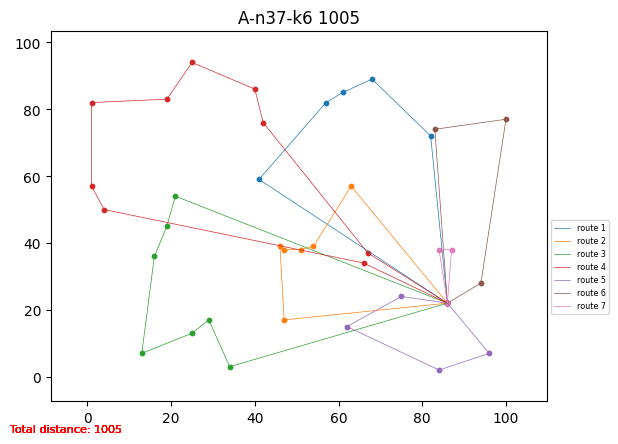 A-n37-k6 1005
100
80
60
40
20
0
0 20 40 60 80 100
route 1
route 2
route 3
route 4
route 5
route 6
route 7
Total distance: 1005